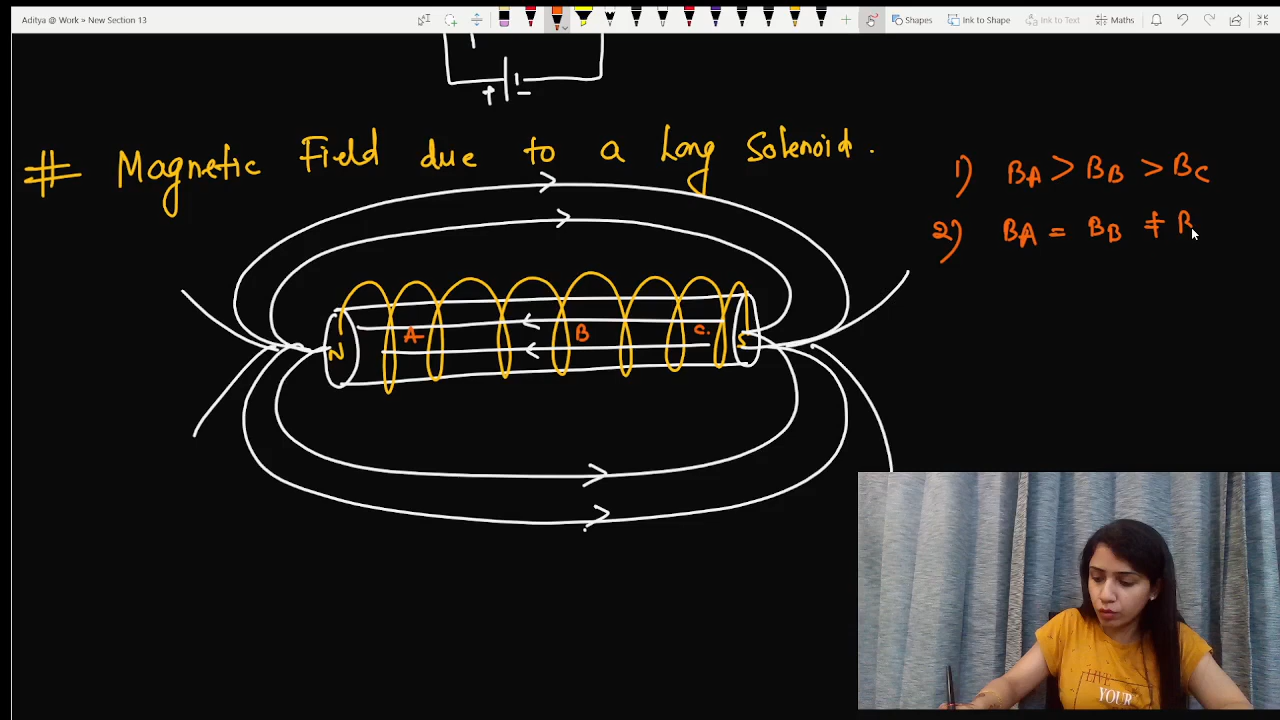 Aditya @ Work » New Section 13
Shapes
Ink to Shape
Ink to Text
Maths
+ -
# Magnetic Field due to a Long Solenoid.
1) BA > BB > BC
2) BA = BB ≠ B
N A B C. S
LIVE
YOUR